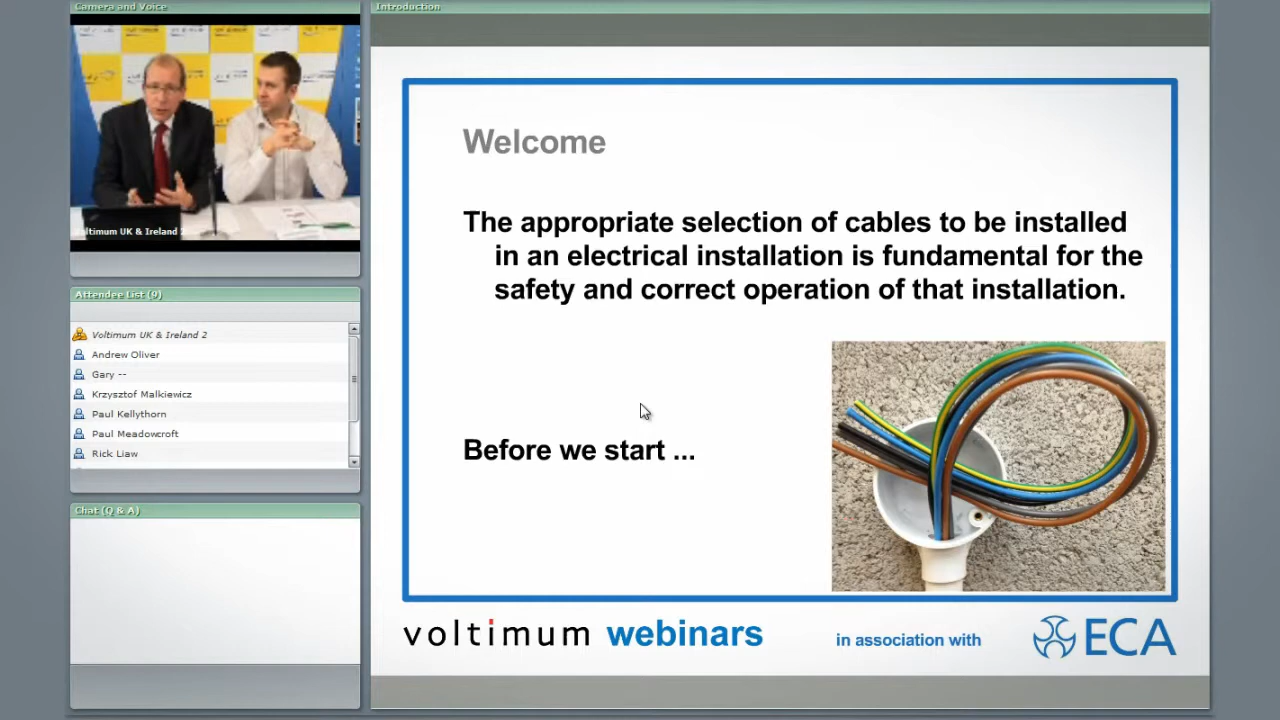 Camera and Voice
Voltimum UK & Ireland 2
Attendee List (9)
Voltimum UK & Ireland 2
Andrew Oliver
Gary --
Krzysztof Malkiewicz
Paul Kellythorn
Paul Meadowcroft
Rick Liaw
Chat (Q & A)
Introduction
Welcome
The appropriate selection of cables to be installed
in an electrical installation is fundamental for the
safety and correct operation of that installation.
Before we start ...
voltimum webinars
in association with
ECA